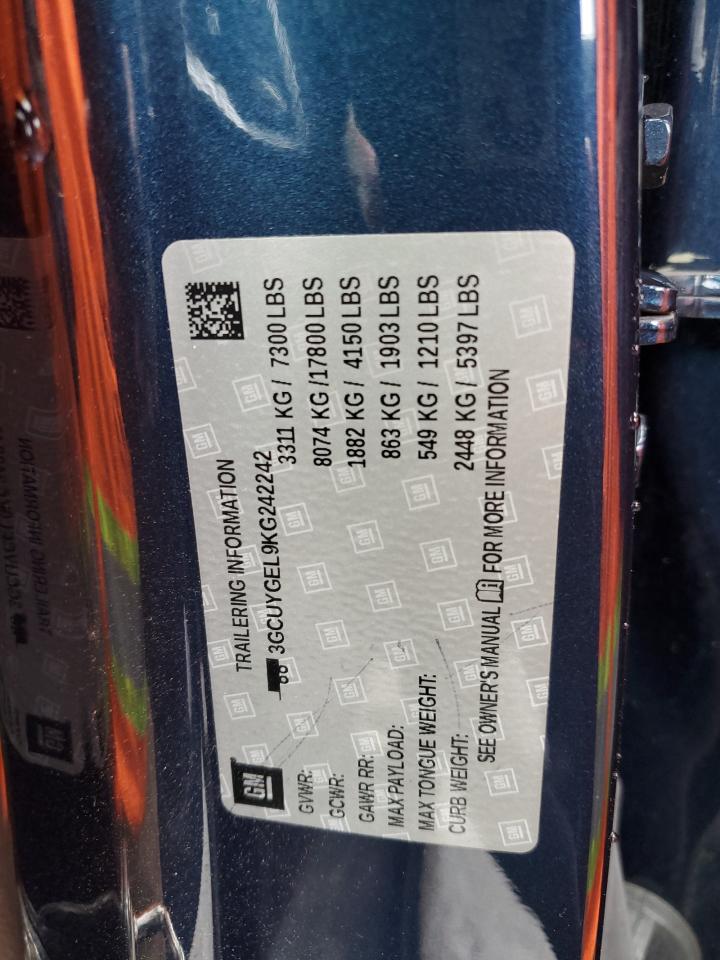 GM
TRAILERING INFORMATION
3GCUYGEL9KG242242
GVWR: 3311 KG / 7300 LBS
GCWR: 8074 KG /17800 LBS
GAWR RR: 1882 KG / 4150 LBS
MAX PAYLOAD: 863 KG / 1903 LBS
MAX TONGUE WEIGHT: 549 KG / 1210 LBS
CURB WEIGHT: 2448 KG / 5397 LBS
SEE OWNER'S MANUAL FOR MORE INFORMATION